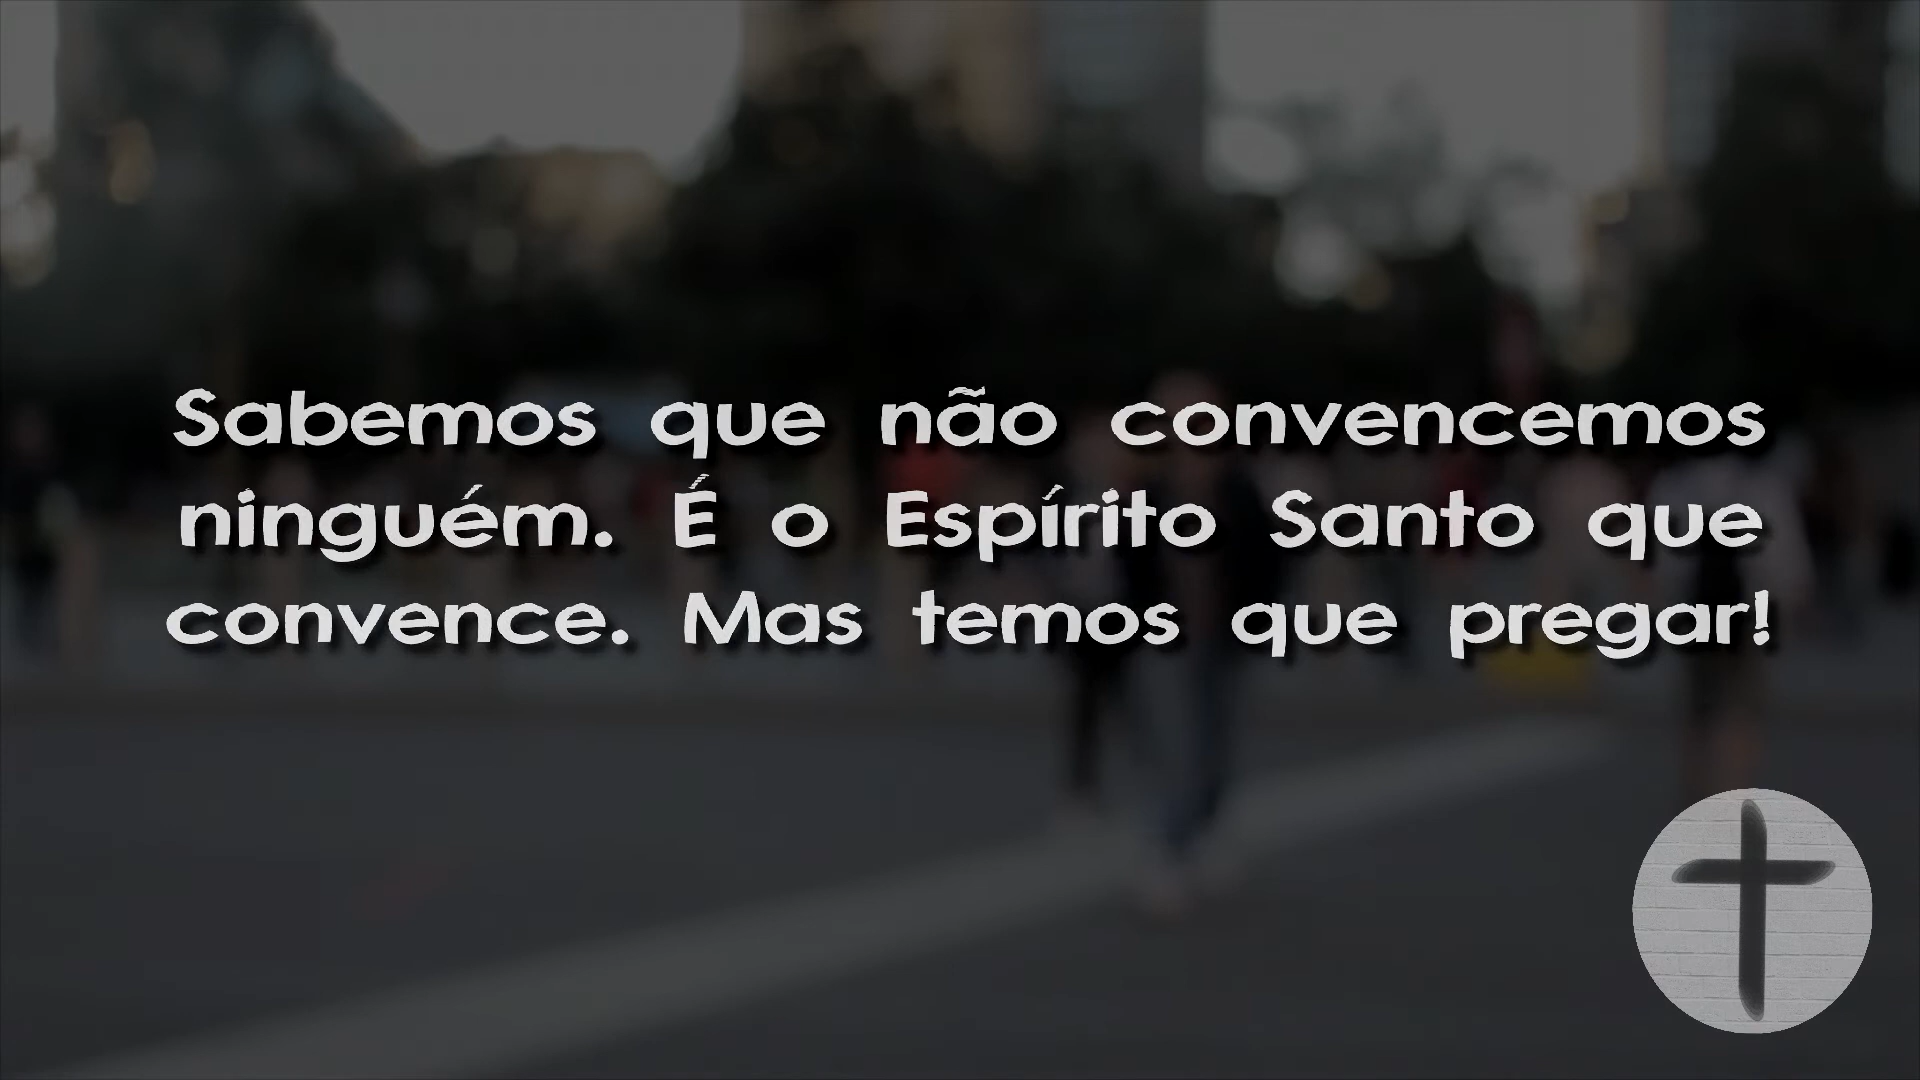 Sabemos que não convencemos
ninguém. É o Espírito Santo que
convence. Mas temos que pregar!